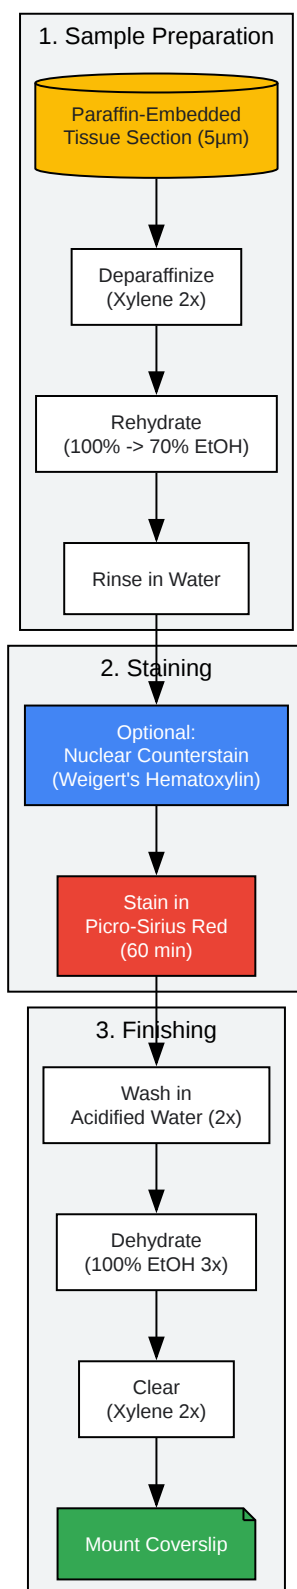 1. Sample Preparation
Paraffin-Embedded
Tissue Section (5µm)
Deparaffinize
(Xylene 2x)
Rehydrate
(100% -> 70% EtOH)
Rinse in Water
2. Staining
Optional:
Nuclear Counterstain
(Weigert's Hematoxylin)
Stain in
Picro-Sirius Red
(60 min)
3. Finishing
Wash in
Acidified Water (2x)
Dehydrate
(100% EtOH 3x)
Clear
(Xylene 2x)
Mount Coverslip